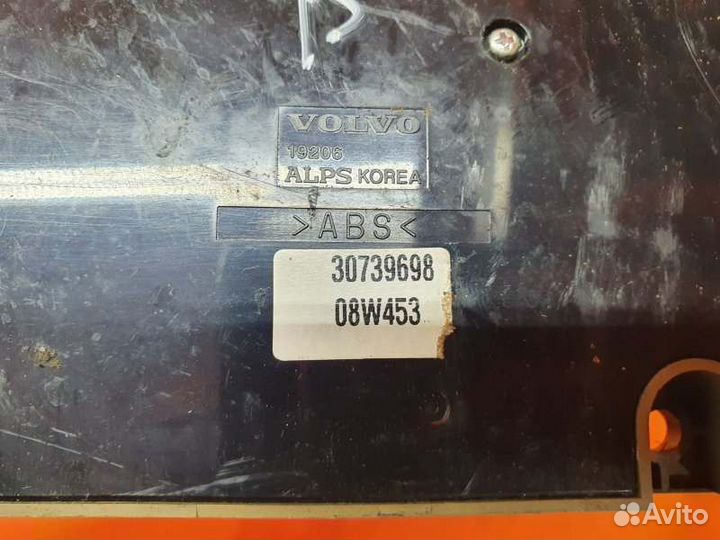 VOLVO
19206
ALPS KOREA
>ABS<
30739698
08W453
Avito